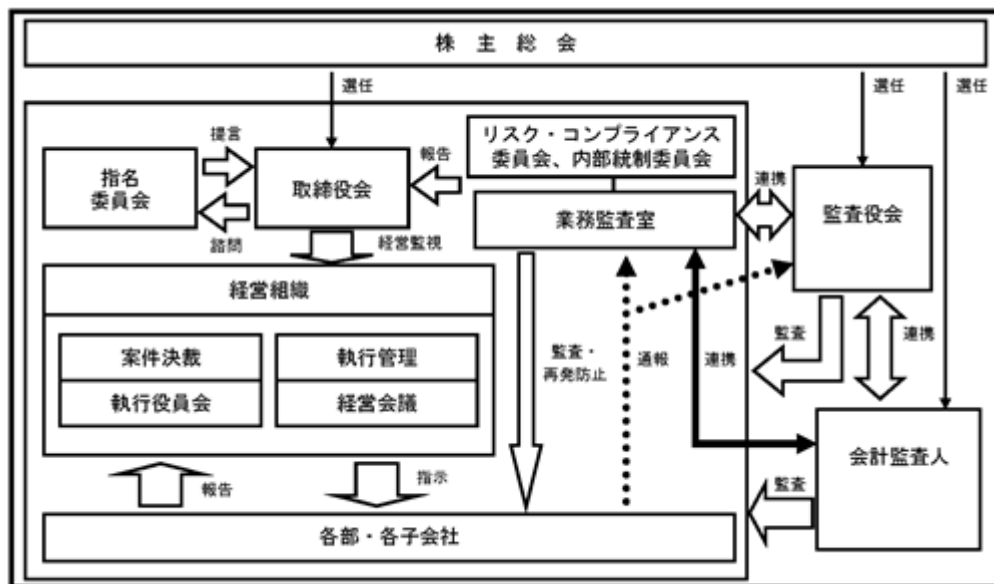 株主総会
選任
選任
選任
提言
リスク・コンプライアンス
委員会、内部統制委員会
報告
指名
委員会
取締役会
連携
監査役会
諮問
経営監視
業務監査室
経営組織
案件決裁
執行管理
執行役員会
経営会議
監査・
再発防止
通報
連携
監査
連携
会計監査人
報告
指示
監査
各部・各子会社